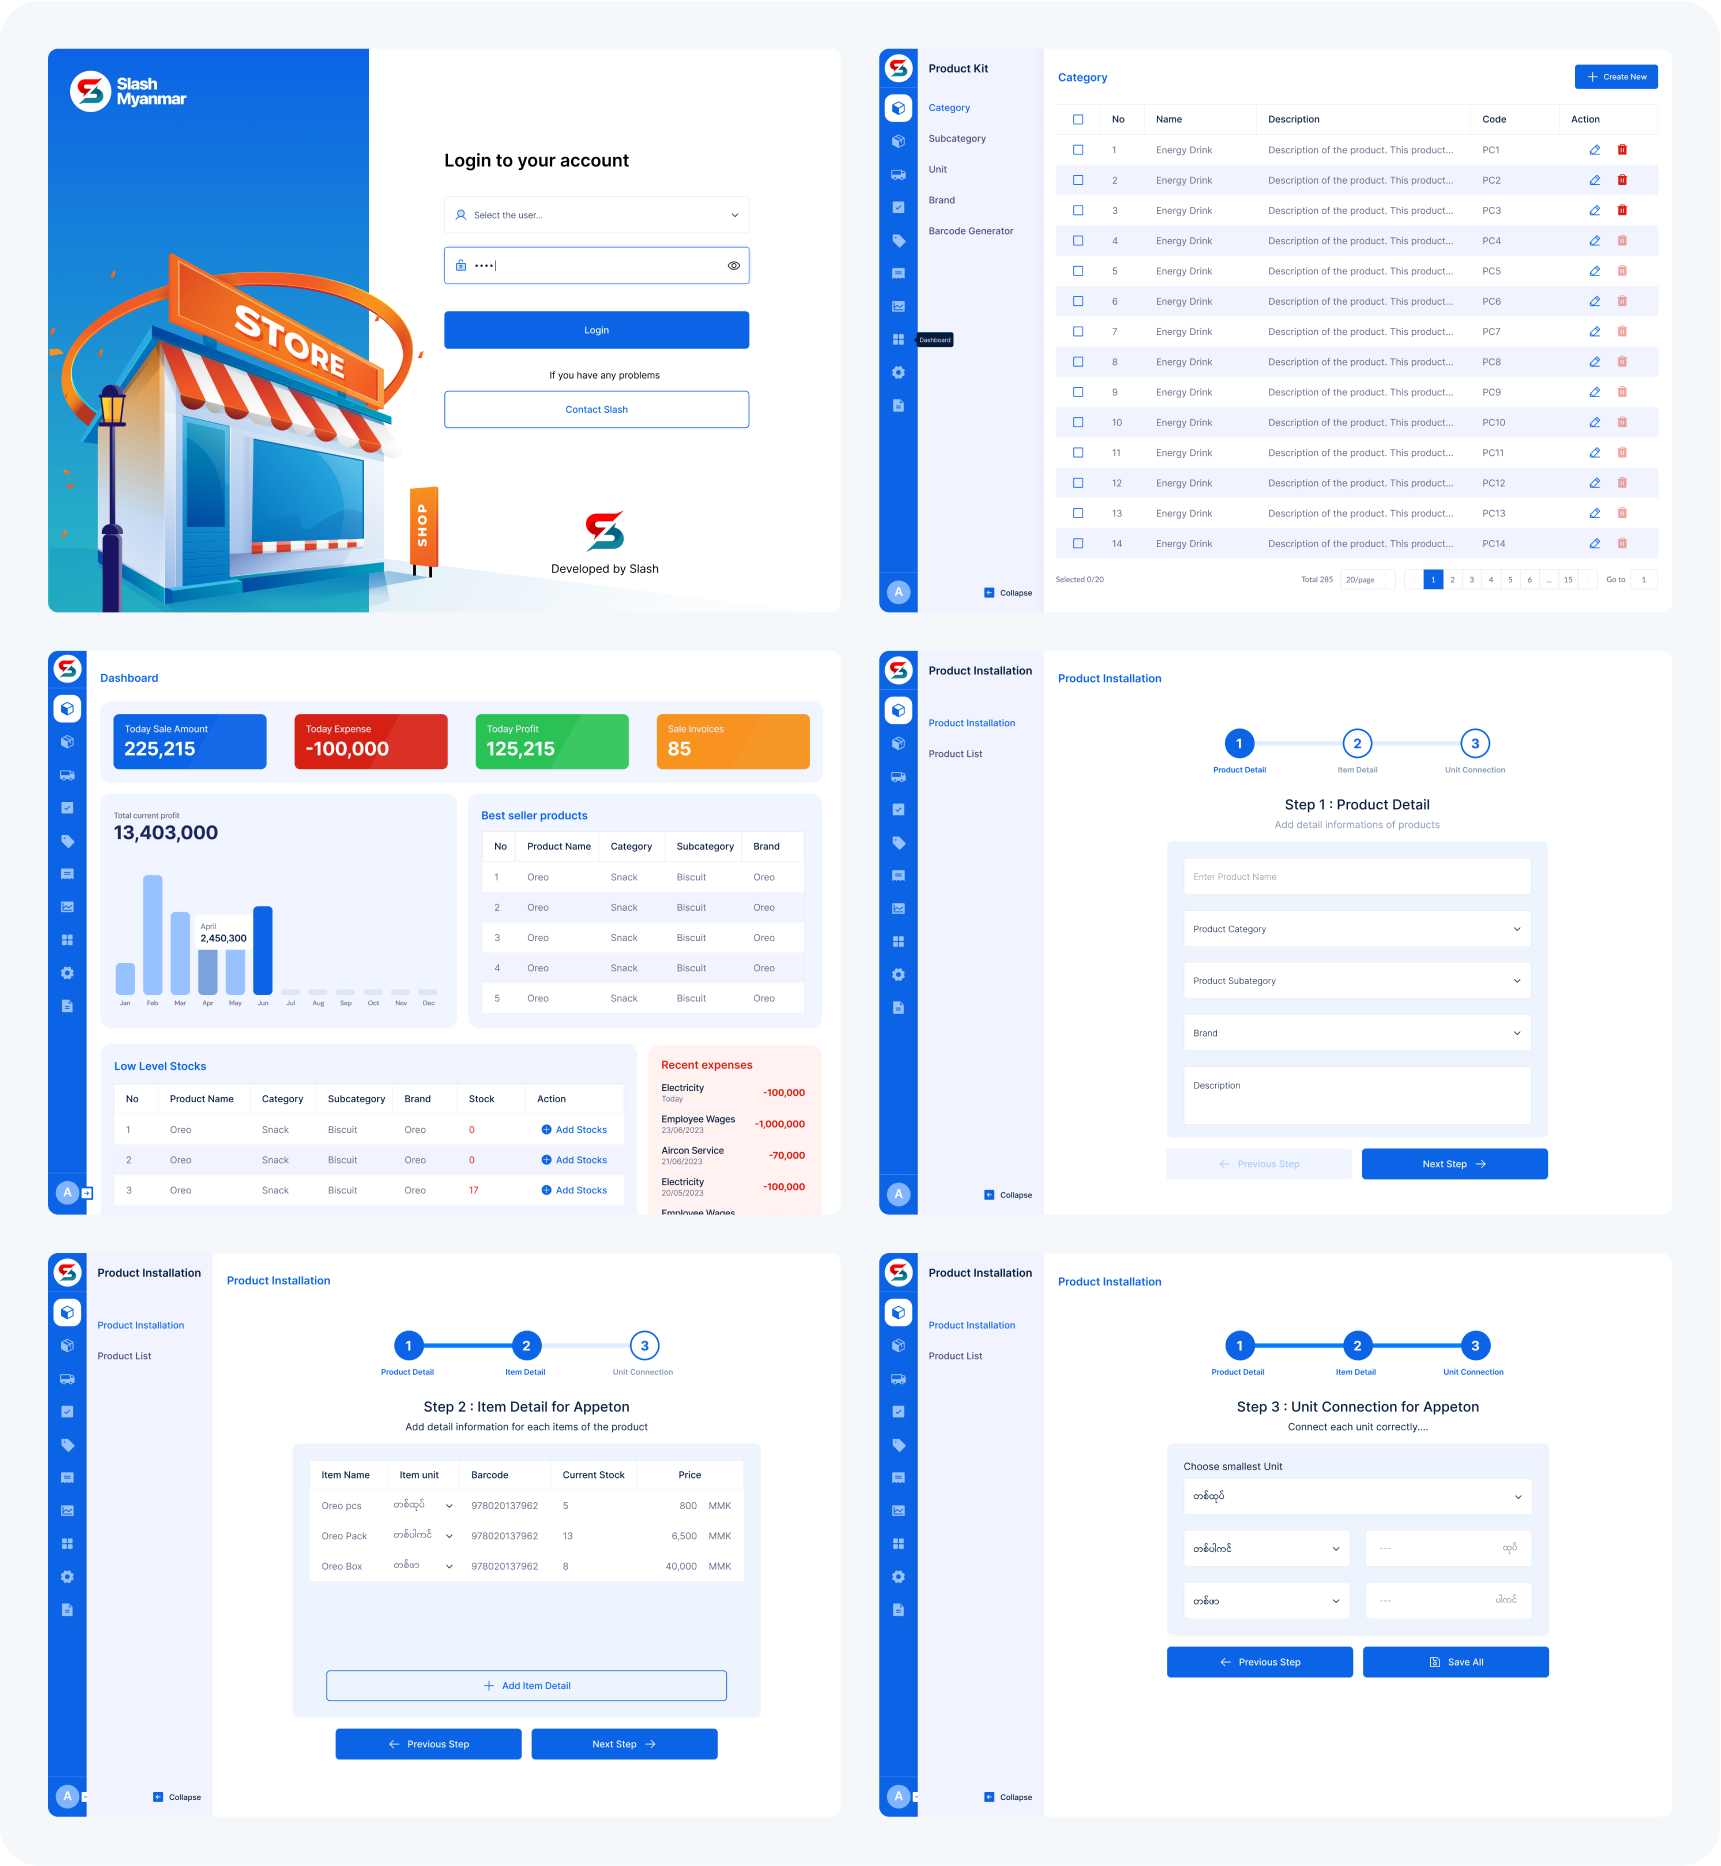 Slash
Myanmar
STORE
SHOP
Login to your account
Select the user...
Login
If you have any problems
Contact Slash
Developed by Slash
Product Kit
Category
Subcategory
Unit
Brand
Barcode Generator
Dashboard
A
Collapse
Category
Create New
No Name Description Code Action
1 Energy Drink Description of the product. This product... PC1
2 Energy Drink Description of the product. This product... PC2
3 Energy Drink Description of the product. This product... PC3
4 Energy Drink Description of the product. This product... PC4
5 Energy Drink Description of the product. This product... PC5
6 Energy Drink Description of the product. This product... PC6
7 Energy Drink Description of the product. This product... PC7
8 Energy Drink Description of the product. This product... PC8
9 Energy Drink Description of the product. This product... PC9
10 Energy Drink Description of the product. This product... PC10
11 Energy Drink Description of the product. This product... PC11
12 Energy Drink Description of the product. This product... PC12
13 Energy Drink Description of the product. This product... PC13
14 Energy Drink Description of the product. This product... PC14
Selected 0/20 Total 285 20/page 1 2 3 4 5 6 ... 15 Go to 1
Dashboard
Today Sale Amount
225,215
Today Expense
-100,000
Today Profit
125,215
Sale Invoices
85
Total current profit
13,403,000
April
2,450,300
Jan Feb Mar Apr May Jun Jul Aug Sep Oct Nov Dec
Best seller products
No Product Name Category Subcategory Brand
1 Oreo Snack Biscuit Oreo
2 Oreo Snack Biscuit Oreo
3 Oreo Snack Biscuit Oreo
4 Oreo Snack Biscuit Oreo
5 Oreo Snack Biscuit Oreo
Low Level Stocks
No Product Name Category Subcategory Brand Stock Action
1 Oreo Snack Biscuit Oreo 0 Add Stocks
2 Oreo Snack Biscuit Oreo 0 Add Stocks
3 Oreo Snack Biscuit Oreo 17 Add Stocks
Recent expenses
Electricity
Today
-100,000
Employee Wages
23/06/2023
-1,000,000
Aircon Service
21/06/2023
-70,000
Electricity
20/05/2023
-100,000
Employee Wages
A
Product Installation
Product Installation
Product List
A
Collapse
Product Installation
1 2 3
Product Detail Item Detail Unit Connection
Step 1 : Product Detail
Add detail informations of products
Enter Product Name
Product Category
Product Subategory
Brand
Description
Previous Step
Next Step
Product Installation
Product Installation
Product List
A
Collapse
Product Installation
1 2 3
Product Detail Item Detail Unit Connection
Step 2 : Item Detail for Appeton
Add detail information for each items of the product
Item Name Item unit Barcode Current Stock Price
Oreo pcs တစ်ထုပ် 978020137962 5 800 MMK
Oreo Pack တစ်ပါကင် 978020137962 13 6,500 MMK
Oreo Box တစ်ဖာ 978020137962 8 40,000 MMK
Add Item Detail
Previous Step
Next Step
Product Installation
Product Installation
Product List
A
Collapse
Product Installation
1 2 3
Product Detail Item Detail Unit Connection
Step 3 : Unit Connection for Appeton
Connect each unit correctly....
Choose smallest Unit
တစ်ထုပ်
တစ်ပါကင် --- ထုပ်
တစ်ဖာ --- ပါကင်
Previous Step
Save All